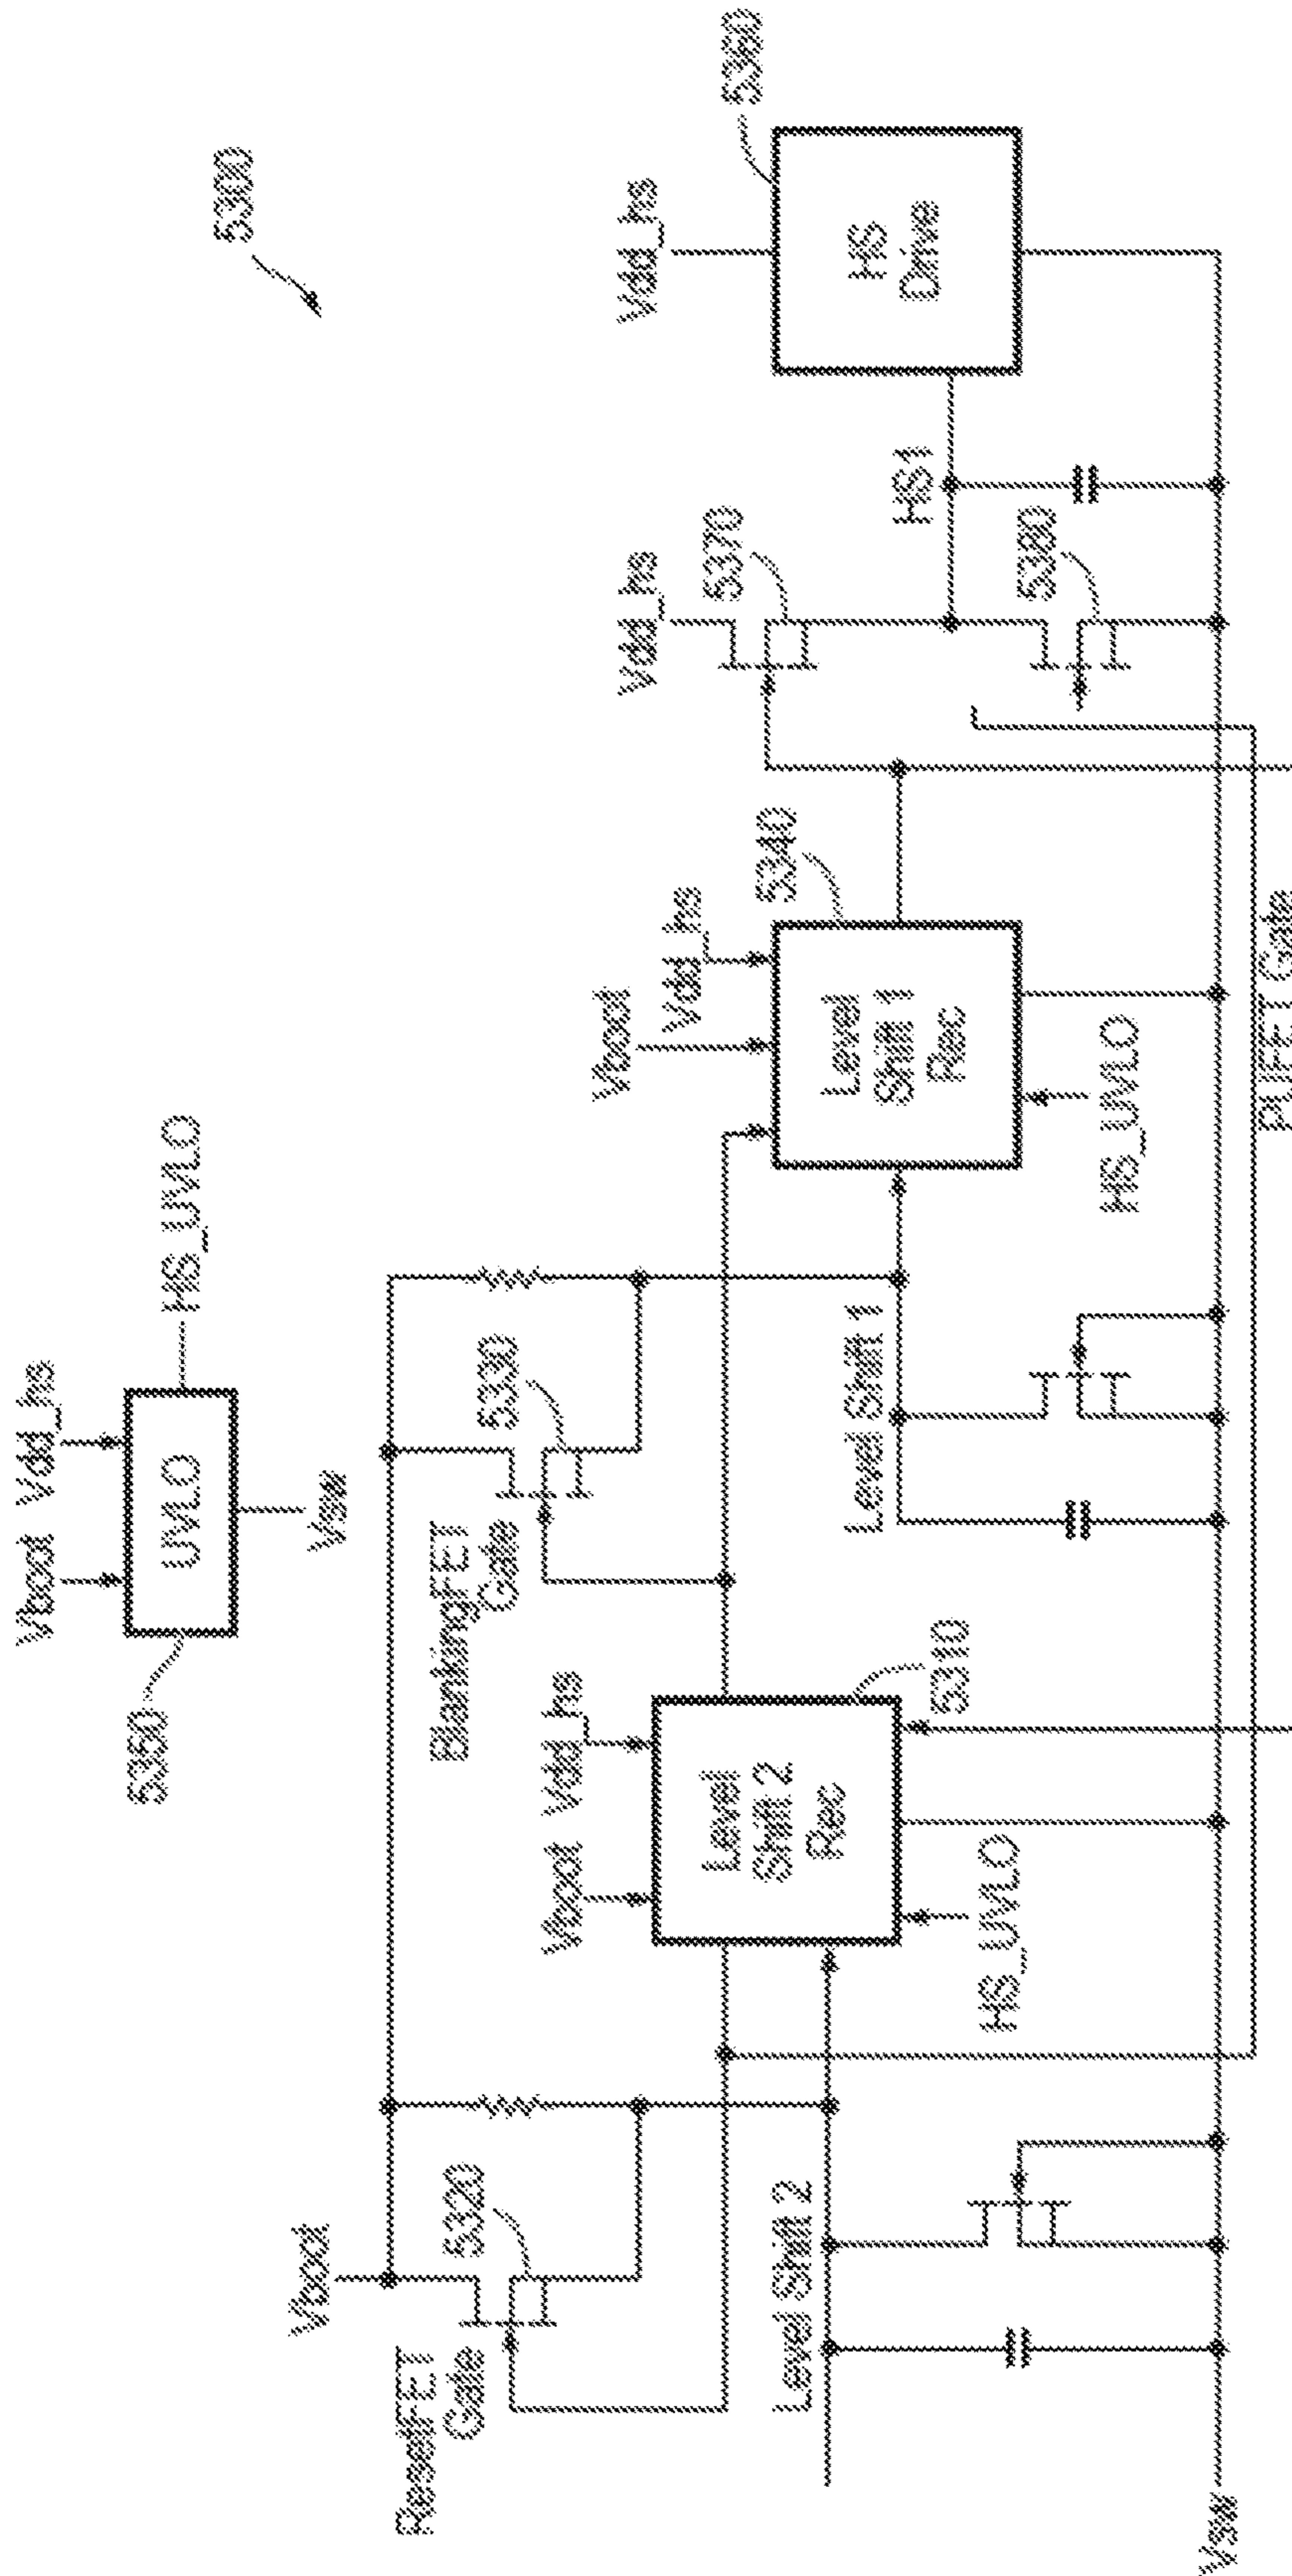 5300
Vboot Vdd_hs
5350
UVLO
HS_UVLO
Vsw
Vboot
ResetFET
Gate
5320
BlankingFET
Gate
5330
Vboot Vdd_hs
Level
Shift 2
Rec
5310
HS_UVLO
Level Shift 2
Level Shift 1
Vboot
Vdd_hs
Level
Shift 1
Rec
5340
HS_UVLO
Vdd_hs
5370
HS1
5380
Vdd_hs
HS
Drive
5360
Vsw
PUFET Gate